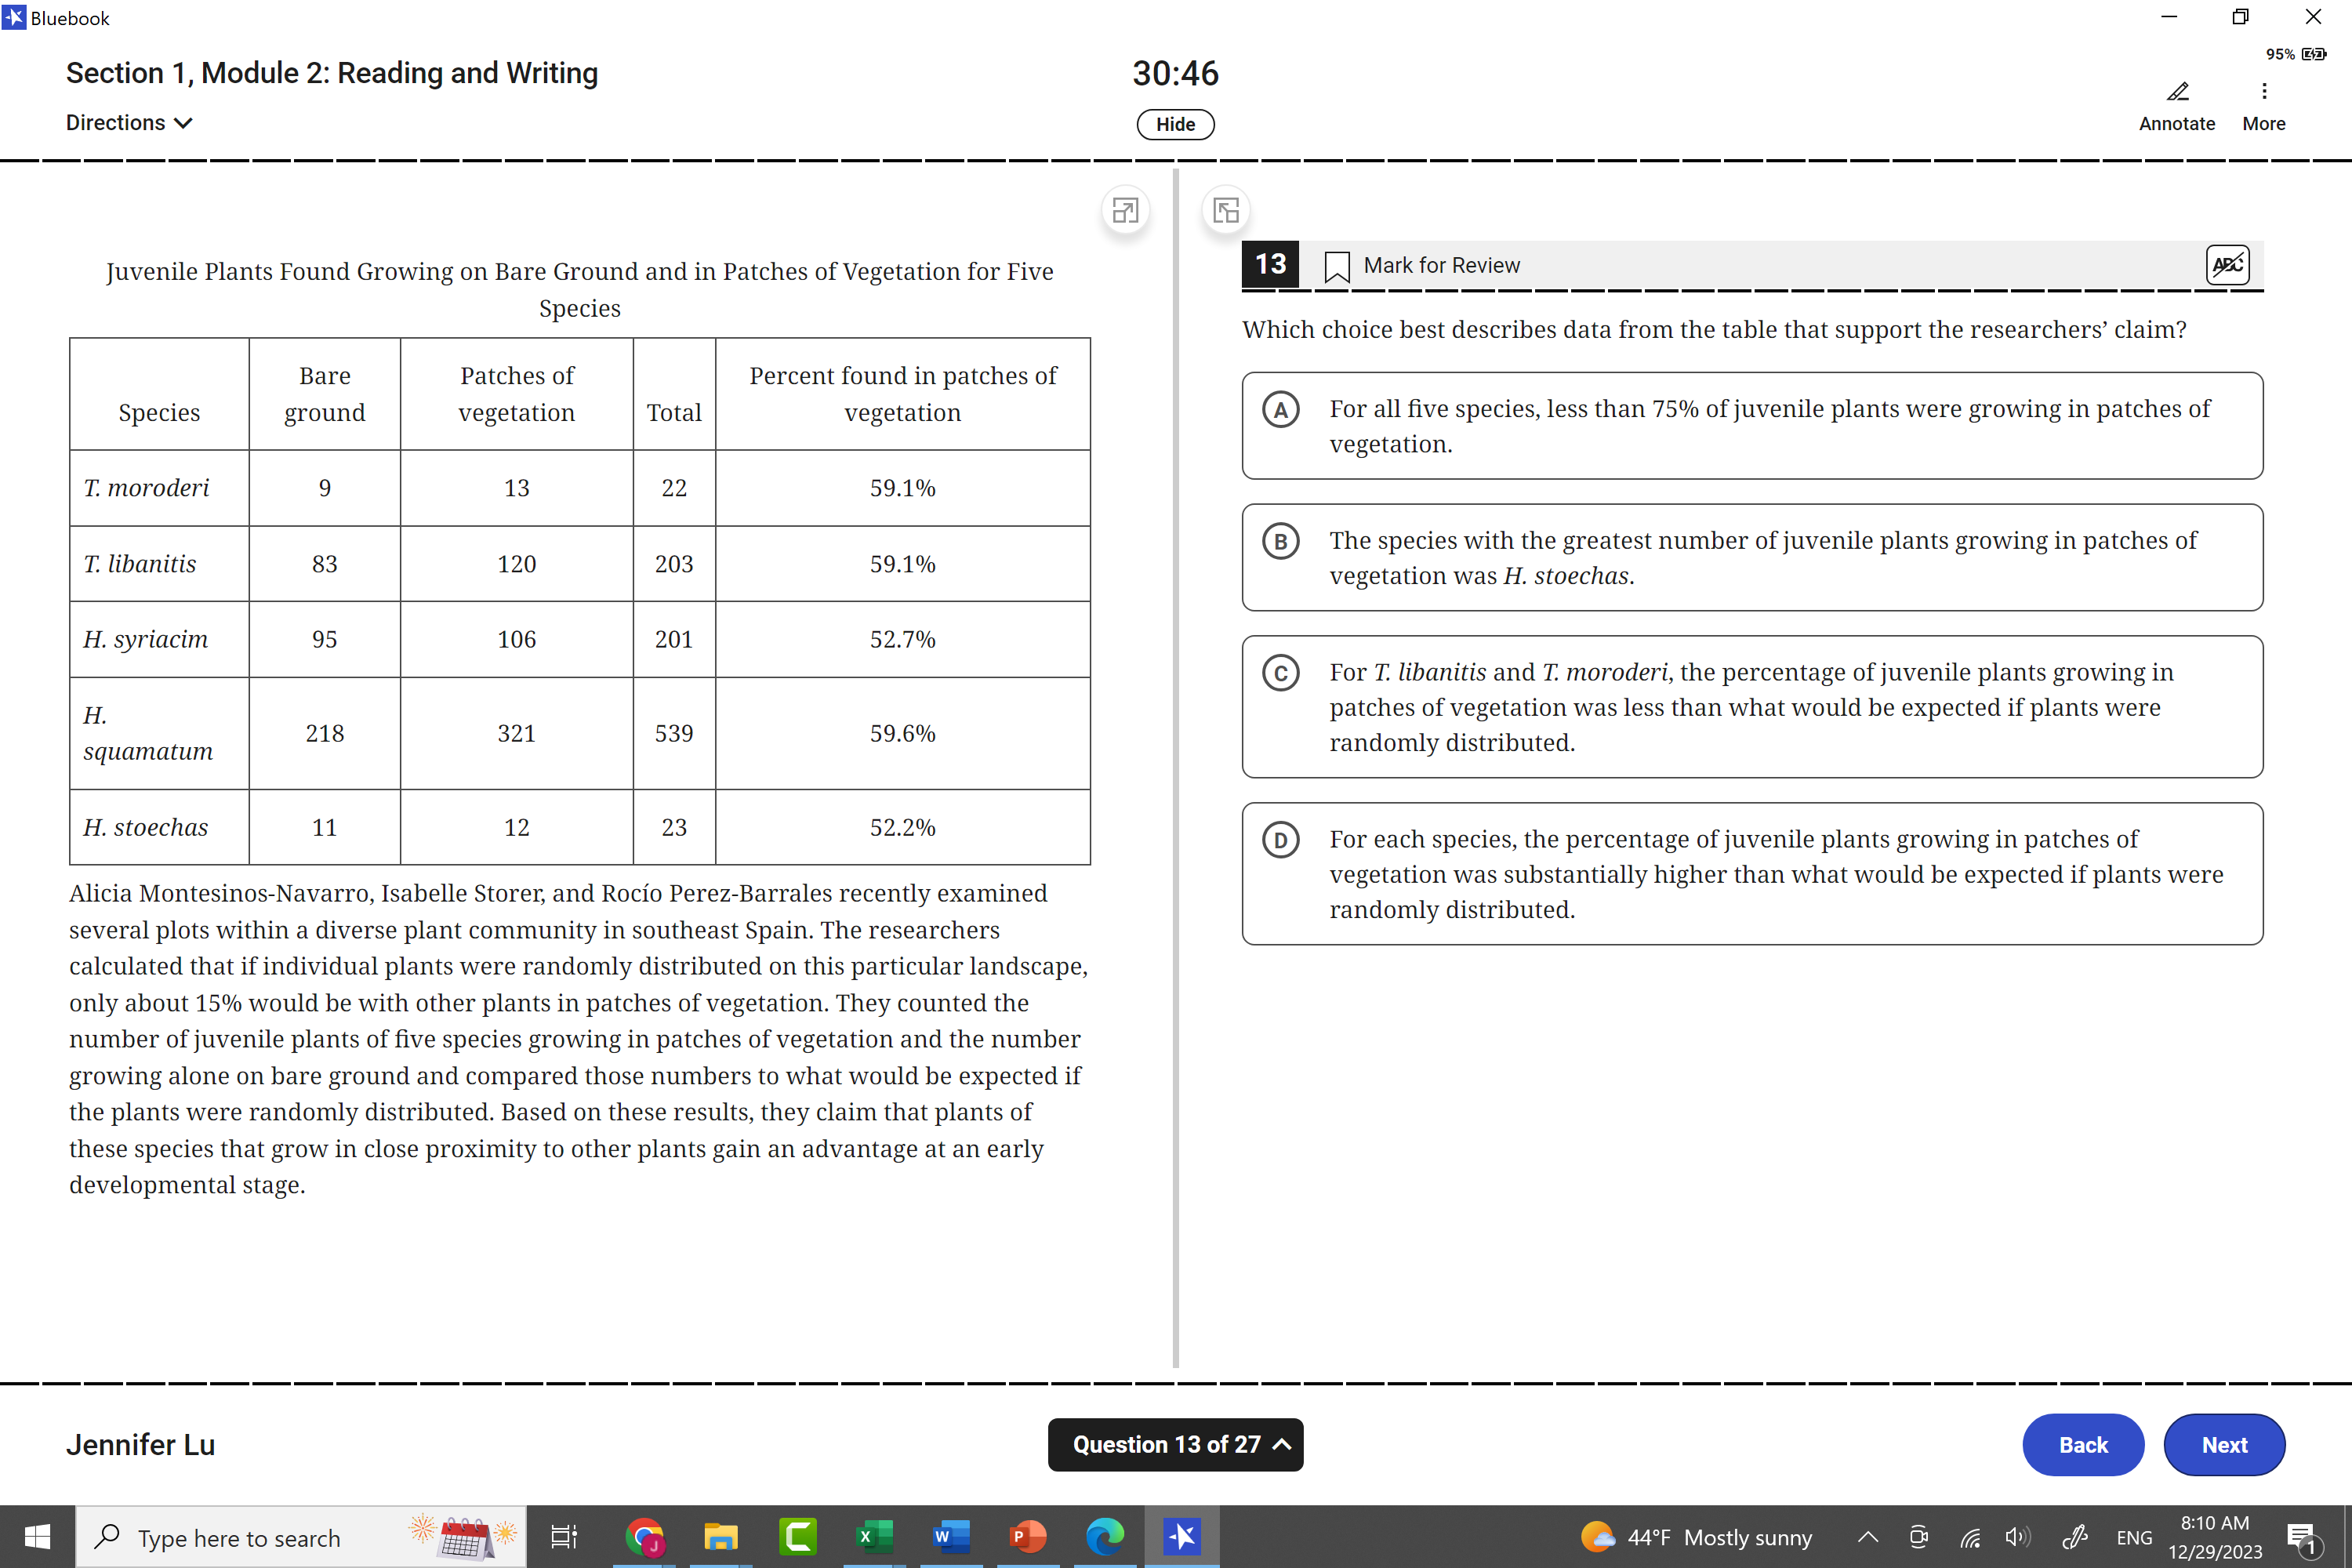 Bluebook
95%
Section 1, Module 2: Reading and Writing
30:46
Directions
Hide
Annotate
More
Juvenile Plants Found Growing on Bare Ground and in Patches of Vegetation for Five
Species
Species
Bare
ground
Patches of
vegetation
Total
Percent found in patches of
vegetation
T. moroderi 9 13 22 59.1%
T. libanitis 83 120 203 59.1%
H. syriacim 95 106 201 52.7%
H.
squamatum 218 321 539 59.6%
H. stoechas 11 12 23 52.2%
Alicia Montesinos-Navarro, Isabelle Storer, and Rocío Perez-Barrales recently examined
several plots within a diverse plant community in southeast Spain. The researchers
calculated that if individual plants were randomly distributed on this particular landscape,
only about 15% would be with other plants in patches of vegetation. They counted the
number of juvenile plants of five species growing in patches of vegetation and the number
growing alone on bare ground and compared those numbers to what would be expected if
the plants were randomly distributed. Based on these results, they claim that plants of
these species that grow in close proximity to other plants gain an advantage at an early
developmental stage.
13
Mark for Review
ABC
Which choice best describes data from the table that support the researchers’ claim?
A
For all five species, less than 75% of juvenile plants were growing in patches of
vegetation.
B
The species with the greatest number of juvenile plants growing in patches of
vegetation was H. stoechas.
C
For T. libanitis and T. moroderi, the percentage of juvenile plants growing in
patches of vegetation was less than what would be expected if plants were
randomly distributed.
D
For each species, the percentage of juvenile plants growing in patches of
vegetation was substantially higher than what would be expected if plants were
randomly distributed.
Jennifer Lu
Question 13 of 27
Back
Next
Type here to search
J
X
W
P
44°F Mostly sunny
ENG
8:10 AM
12/29/2023
1